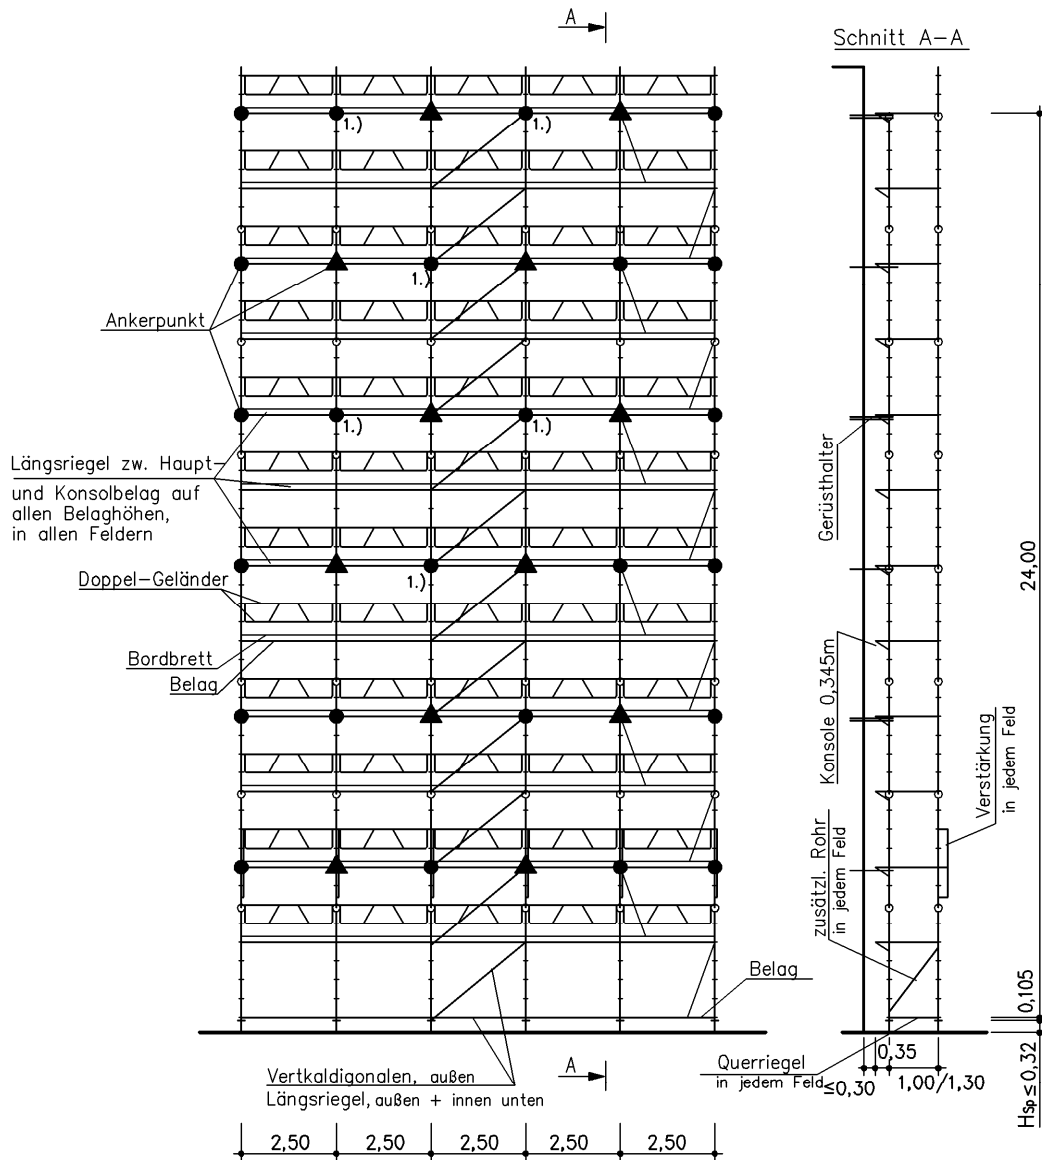 A
Schnitt A-A
1.)
1.)
1.)
Ankerpunkt
1.)
1.)
Längsriegel zw. Haupt-
und Konsolbelag auf
allen Belaghöhen,
in allen Feldern
1.)
Doppel-Geländer
Bordbrett
Belag
Gerüsthalter
24,00
Konsole 0,345m
Verstärkung
in jedem Feld
zusätzl. Rohr
in jedem Feld
Belag
0,105
Hsp ≤ 0,32
A
Vertkaldigonalen, außen
Längsriegel, außen + innen unten
Querriegel
in jedem Feld
0,35
≤0,30
1,00/1,30
2,50
2,50
2,50
2,50
2,50